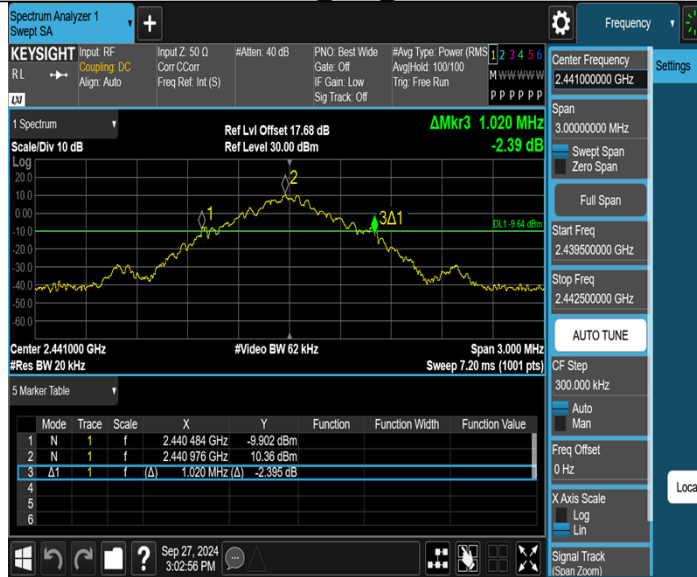 Spectrum Analyzer 1
Swept SA
Frequency
KEYSIGHT
RL
LXI
Input: RF
Coupling: DC
Align: Auto
Input Z: 50 Ω
Corr CCorr
Freq Ref: Int (S)
#Atten: 40 dB
PNO: Best Wide
Gate: Off
IF Gain: Low
Sig Track: Off
#Avg Type: Power (RMS
Avg|Hold: 100/100
Trig: Free Run
1 2 3 4 5 6
M W W W W W
P P P P P P
1 Spectrum
Scale/Div 10 dB
Ref Lvl Offset 17.68 dB
Ref Level 30.00 dBm
ΔMkr3 1.020 MHz
-2.39 dB
Log
20.0
10.0
0.00
-10.0
-20.0
-30.0
-40.0
-50.0
-60.0
1
2
3Δ1
DL1 -9.64 dBm
Center 2.441000 GHz
#Video BW 62 kHz
Span 3.000 MHz
#Res BW 20 kHz
Sweep 7.20 ms (1001 pts)
5 Marker Table
Mode Trace Scale X Y Function Function Width Function Value
1 N 1 f 2.440 484 GHz -9.902 dBm
2 N 1 f 2.440 976 GHz 10.36 dBm
3 Δ1 1 f (Δ) 1.020 MHz (Δ) -2.395 dB
4
5
6
Sep 27, 2024
3:02:56 PM
Center Frequency
2.441000000 GHz
Span
3.00000000 MHz
Swept Span
Zero Span
Full Span
Start Freq
2.439500000 GHz
Stop Freq
2.442500000 GHz
AUTO TUNE
CF Step
300.000 kHz
Auto
Man
Freq Offset
0 Hz
X Axis Scale
Log
Lin
Signal Track
(Span Zoom)
Settings
Loca